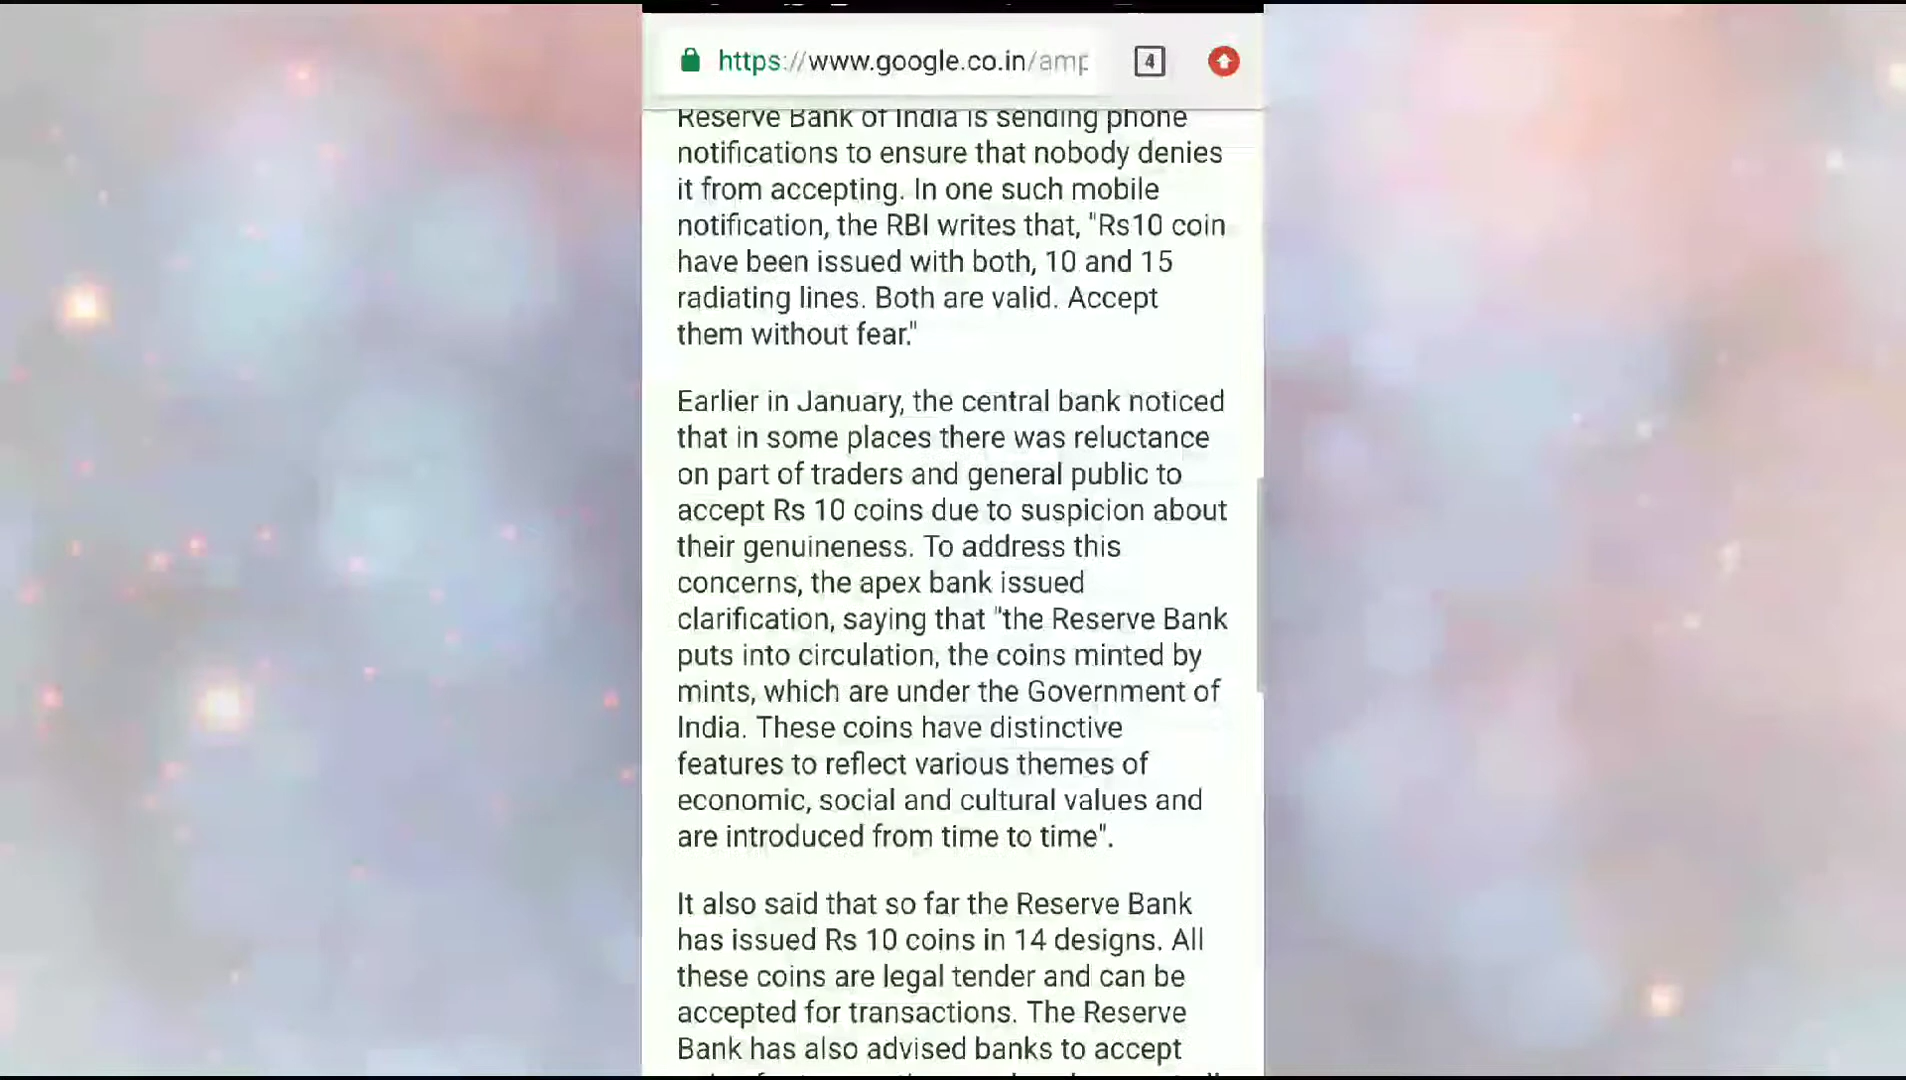 https://www.google.co.in/amp
4
Reserve Bank of India is sending phone
notifications to ensure that nobody denies
it from accepting. In one such mobile
notification, the RBI writes that, "Rs10 coin
have been issued with both, 10 and 15
radiating lines. Both are valid. Accept
them without fear."
Earlier in January, the central bank noticed
that in some places there was reluctance
on part of traders and general public to
accept Rs 10 coins due to suspicion about
their genuineness. To address this
concerns, the apex bank issued
clarification, saying that "the Reserve Bank
puts into circulation, the coins minted by
mints, which are under the Government of
India. These coins have distinctive
features to reflect various themes of
economic, social and cultural values and
are introduced from time to time".
It also said that so far the Reserve Bank
has issued Rs 10 coins in 14 designs. All
these coins are legal tender and can be
accepted for transactions. The Reserve
Bank has also advised banks to accept